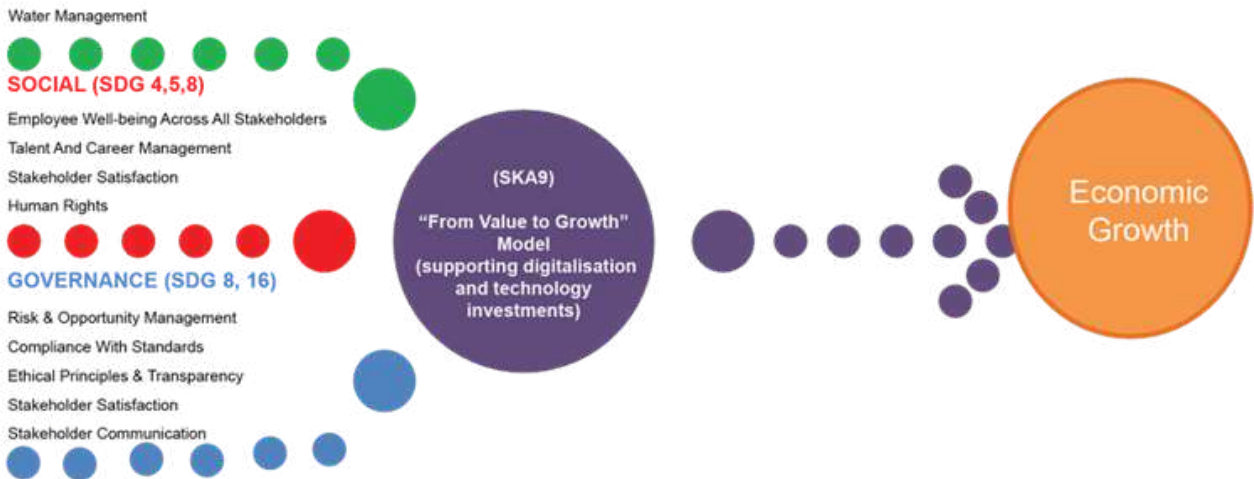 Water Management
SOCIAL (SDG 4,5,8)
Employee Well-being Across All Stakeholders
Talent And Career Management
Stakeholder Satisfaction
Human Rights
GOVERNANCE (SDG 8, 16)
Risk & Opportunity Management
Compliance With Standards
Ethical Principles & Transparency
Stakeholder Satisfaction
Stakeholder Communication
(SKA9)
“From Value to Growth”
Model
(supporting digitalisation
and technology
investments)
Economic
Growth